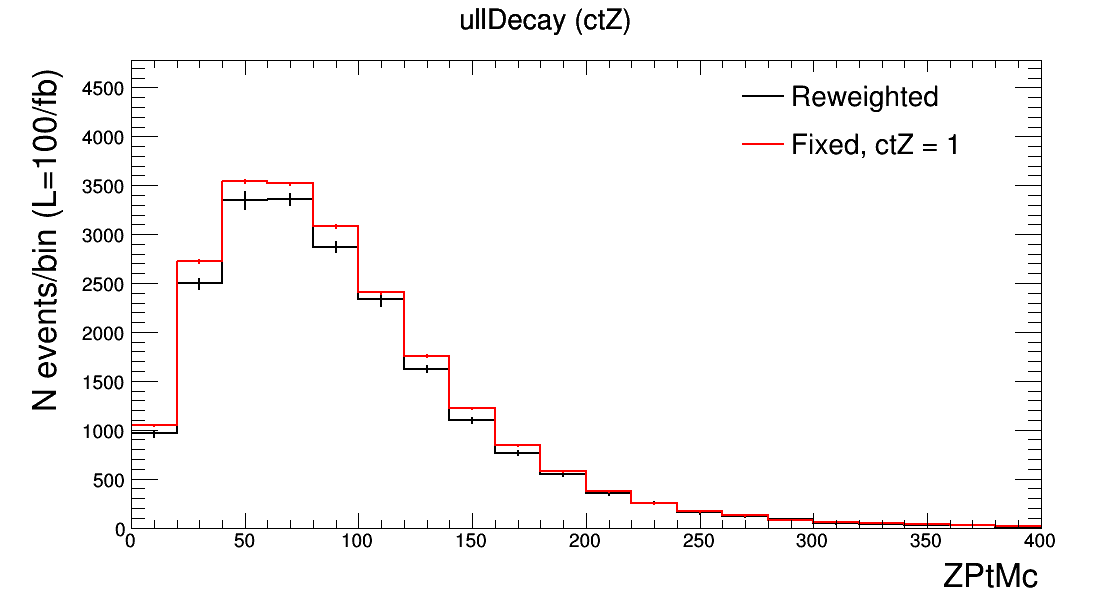 ullDecay (ctZ)
N events/bin (L=100/fb)
4500
4000
3500
3000
2500
2000
1500
1000
500
0
Reweighted
Fixed, ctZ = 1
0 50 100 150 200 250 300 350 400
ZPtMc